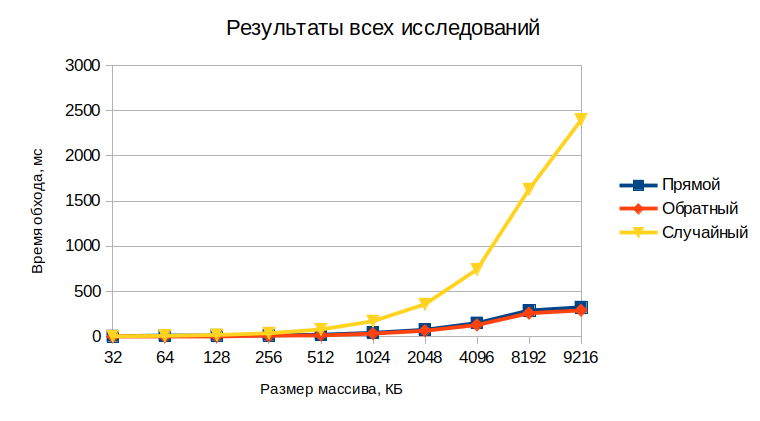 Результаты всех исследований
3000
2500
2000
1500
1000
500
0
Время обхода, мс
32 64 128 256 512 1024 2048 4096 8192 9216
Размер массива, КБ
Прямой
Обратный
Случайный